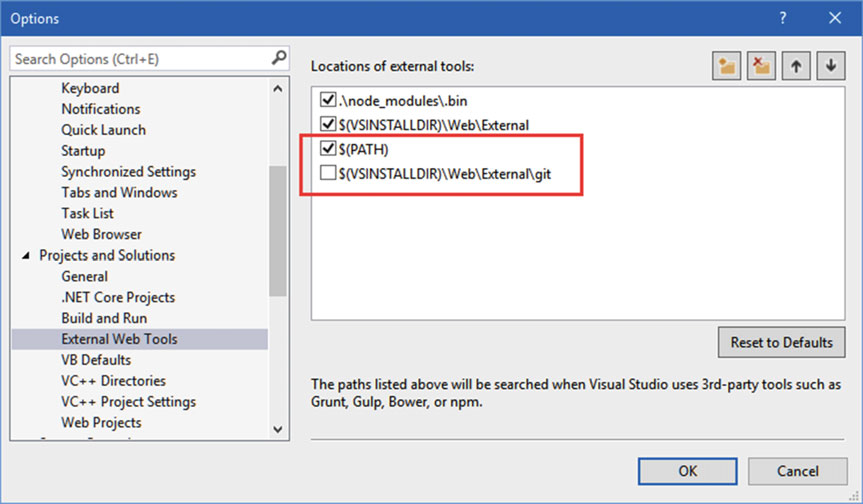 Options
Search Options (Ctrl+E)
Keyboard
Notifications
Quick Launch
Startup
Synchronized Settings
Tabs and Windows
Task List
Web Browser
Projects and Solutions
General
.NET Core Projects
Build and Run
External Web Tools
VB Defaults
VC++ Directories
VC++ Project Settings
Web Projects
Locations of external tools:
.\node_modules\.bin
$(VSINSTALLDIR)\Web\External
$(PATH)
$(VSINSTALLDIR)\Web\External\git
Reset to Defaults
The paths listed above will be searched when Visual Studio uses 3rd-party tools such as
Grunt, Gulp, Bower, or npm.
OK
Cancel